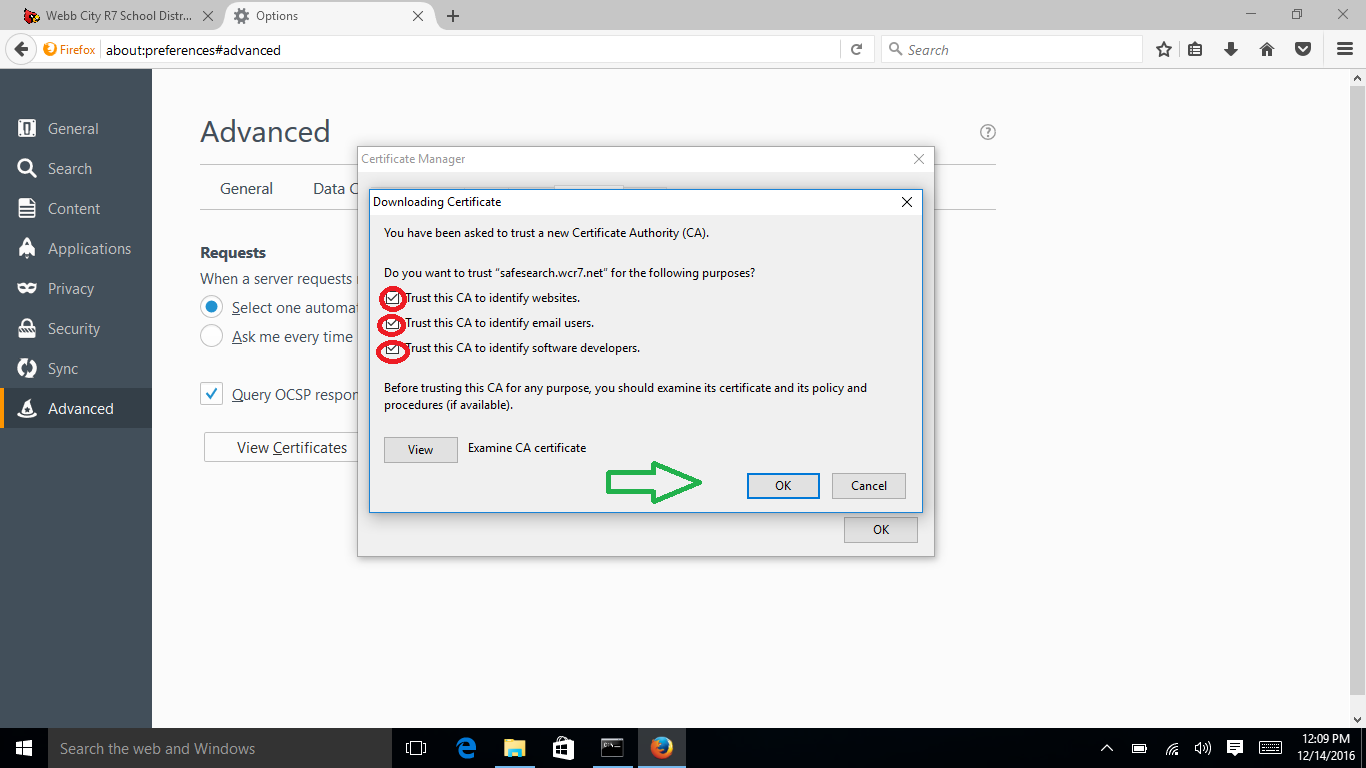 Webb City R7 School Distr...
Options
Firefox
about:preferences#advanced
Search
General
Search
Content
Applications
Privacy
Security
Sync
Advanced
Advanced
General
Data C
Requests
When a server requests
Select one automat
Ask me every time
Query OCSP respon
View Certificates
Certificate Manager
Downloading Certificate
You have been asked to trust a new Certificate Authority (CA).
Do you want to trust “safesearch.wcr7.net” for the following purposes?
Trust this CA to identify websites.
Trust this CA to identify email users.
Trust this CA to identify software developers.
Before trusting this CA for any purpose, you should examine its certificate and its policy and
procedures (if available).
View
Examine CA certificate
OK
Cancel
OK
Search the web and Windows
12:09 PM
12/14/2016